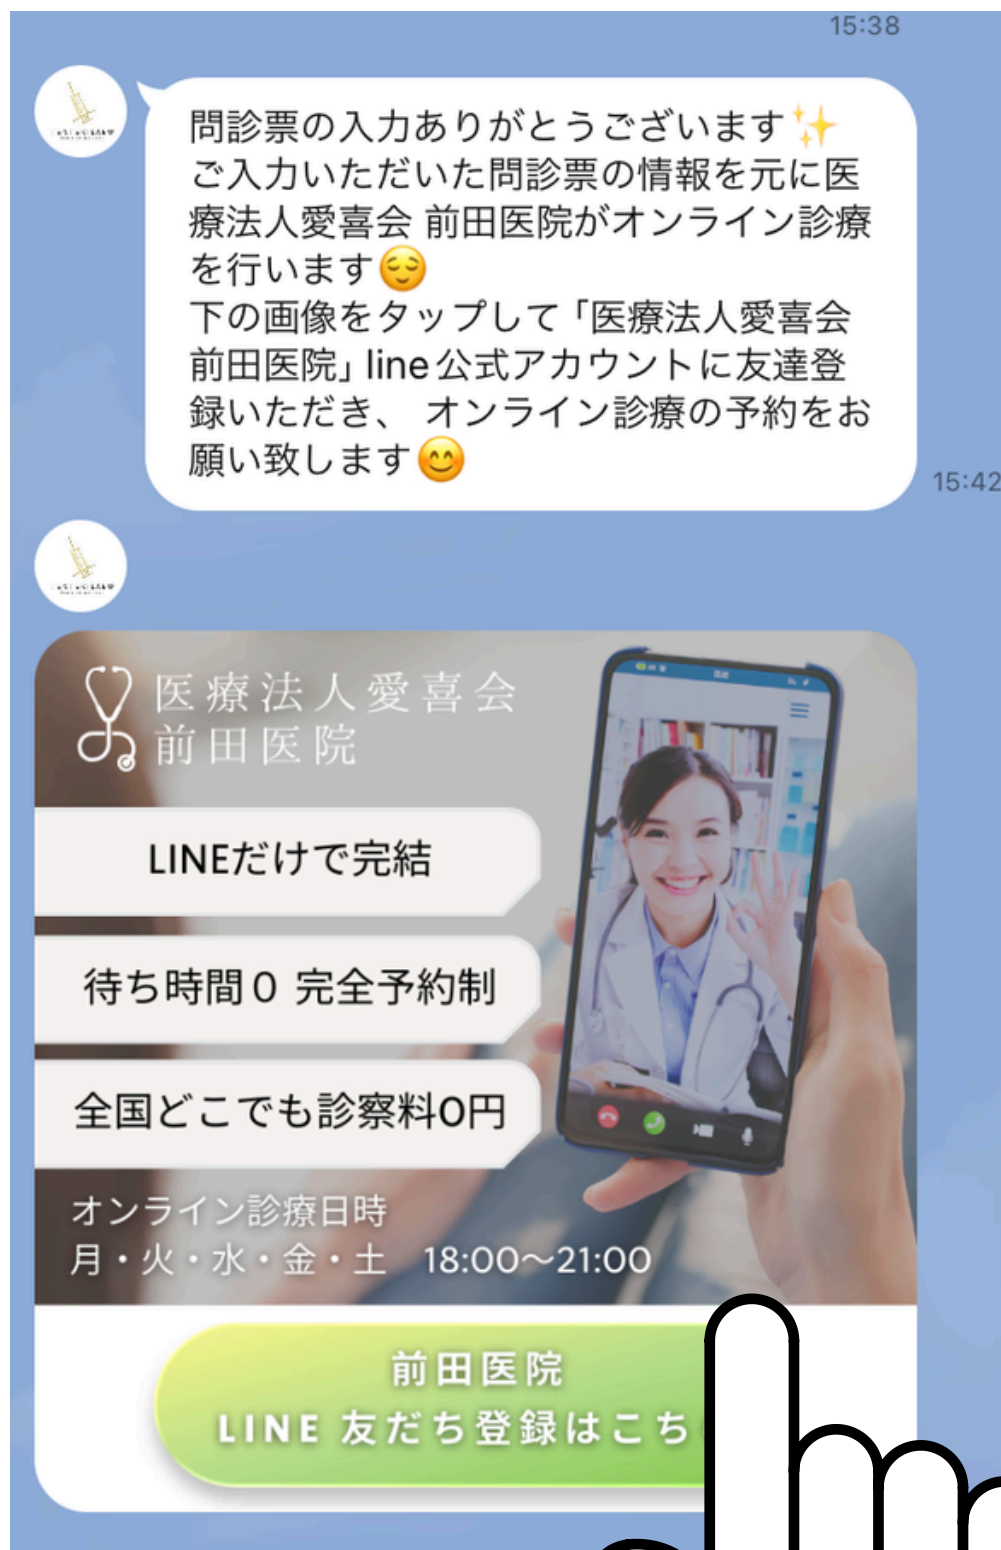 15:38
問診票の入力ありがとうございます✨
ご入力いただいた問診票の情報を元に医
療法人愛喜会 前田医院がオンライン診療
を行います😌
下の画像をタップして「医療法人愛喜会
前田医院」line公式アカウントに友達登
録いただき、 オンライン診療の予約をお
願い致します😊
15:42
医療法人愛喜会
前田医院
LINEだけで完結
待ち時間0 完全予約制
全国どこでも診察料0円
オンライン診療日時
月・火・水・金・土 18:00〜21:00
前田医院
LINE 友だち登録はこち